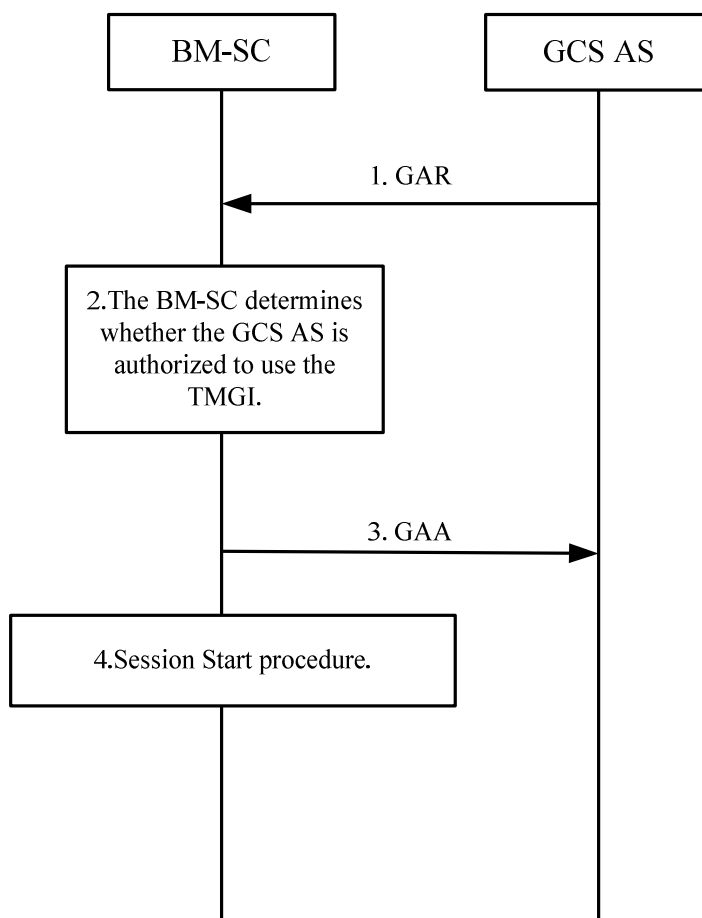 BM-SC
GCS AS
1. GAR
2.The BM-SC determines
whether the GCS AS is
authorized to use the
TMGI.
3. GAA
4.Session Start procedure.